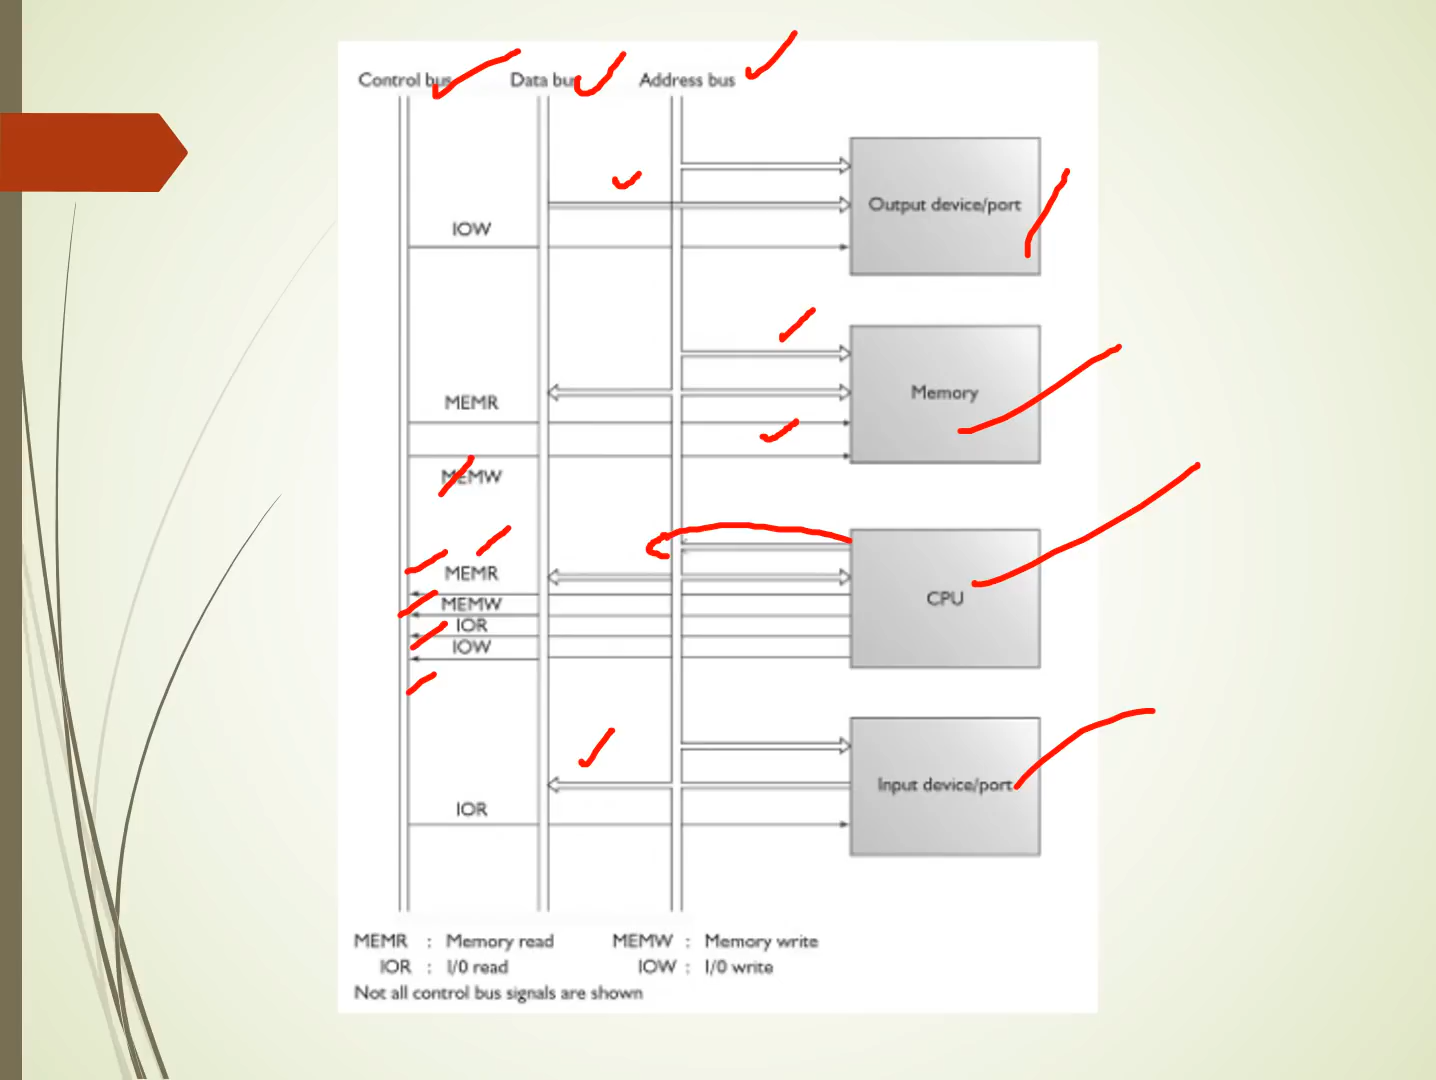 Control bus Data bus Address bus
Output device/port
IOW
Memory
MEMR
MEMW
MEMR
MEMW
CPU
IOR
IOW
Input device/port
IOR
MEMR : Memory read MEMW : Memory write
IOR : I/0 read IOW : I/0 write
Not all control bus signals are shown